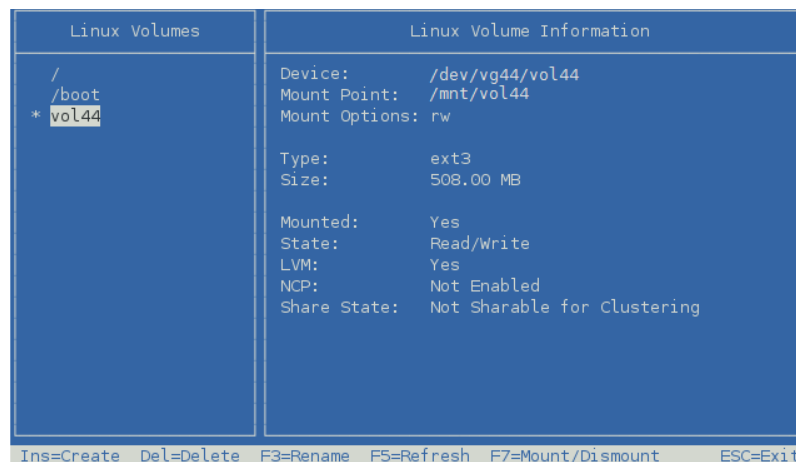 Linux Volumes
/
/boot
* vol44
Linux Volume Information
Device: /dev/vg44/vol44
Mount Point: /mnt/vol44
Mount Options: rw
Type: ext3
Size: 508.00 MB
Mounted: Yes
State: Read/Write
LVM: Yes
NCP: Not Enabled
Share State: Not Sharable for Clustering
Ins=Create Del=Delete F3=Rename F5=Refresh F7=Mount/Dismount ESC=Exit